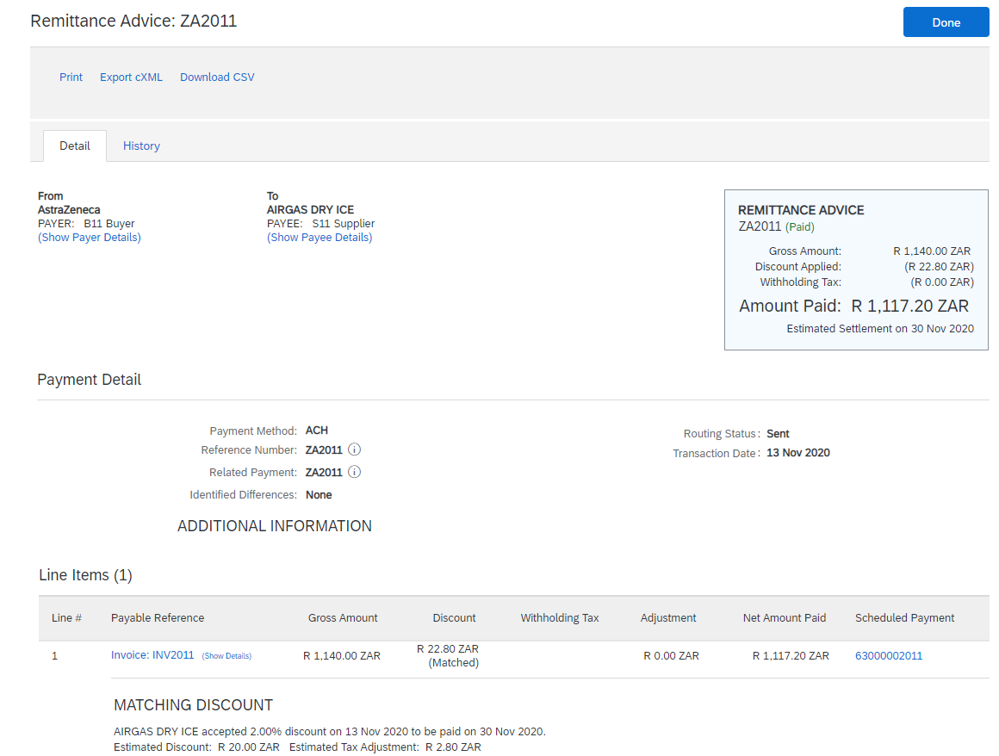 Remittance Advice: ZA2011
Done
Print Export cXML Download CSV
Detail History
From
AstraZeneca
PAYER: B11 Buyer
(Show Payer Details)
To
AIRGAS DRY ICE
PAYEE: S11 Supplier
(Show Payee Details)
REMITTANCE ADVICE
ZA2011 (Paid)
Gross Amount: R 1,140.00 ZAR
Discount Applied: (R 22.80 ZAR)
Withholding Tax: (R 0.00 ZAR)
Amount Paid: R 1,117.20 ZAR
Estimated Settlement on 30 Nov 2020
Payment Detail
Payment Method: ACH
Reference Number: ZA2011
Related Payment: ZA2011
Identified Differences: None
Routing Status: Sent
Transaction Date: 13 Nov 2020
ADDITIONAL INFORMATION
Line Items (1)
Line # Payable Reference Gross Amount Discount Withholding Tax Adjustment Net Amount Paid Scheduled Payment
1 Invoice: INV2011 (Show Details) R 1,140.00 ZAR R 22.80 ZAR (Matched) R 0.00 ZAR R 1,117.20 ZAR 63000002011
MATCHING DISCOUNT
AIRGAS DRY ICE accepted 2.00% discount on 13 Nov 2020 to be paid on 30 Nov 2020.
Estimated Discount: R 20.00 ZAR Estimated Tax Adjustment: R 2.80 ZAR